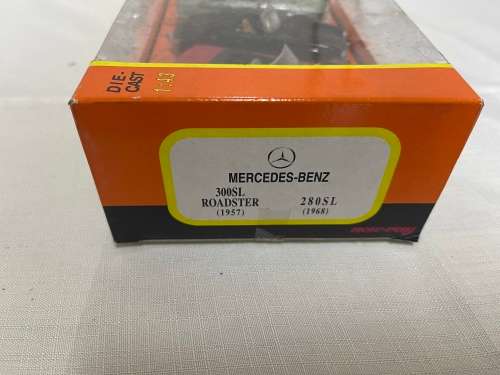 DIE-
CAST
1:43
MERCEDES-BENZ
300SL
ROADSTER
(1957)
280SL
(1968)